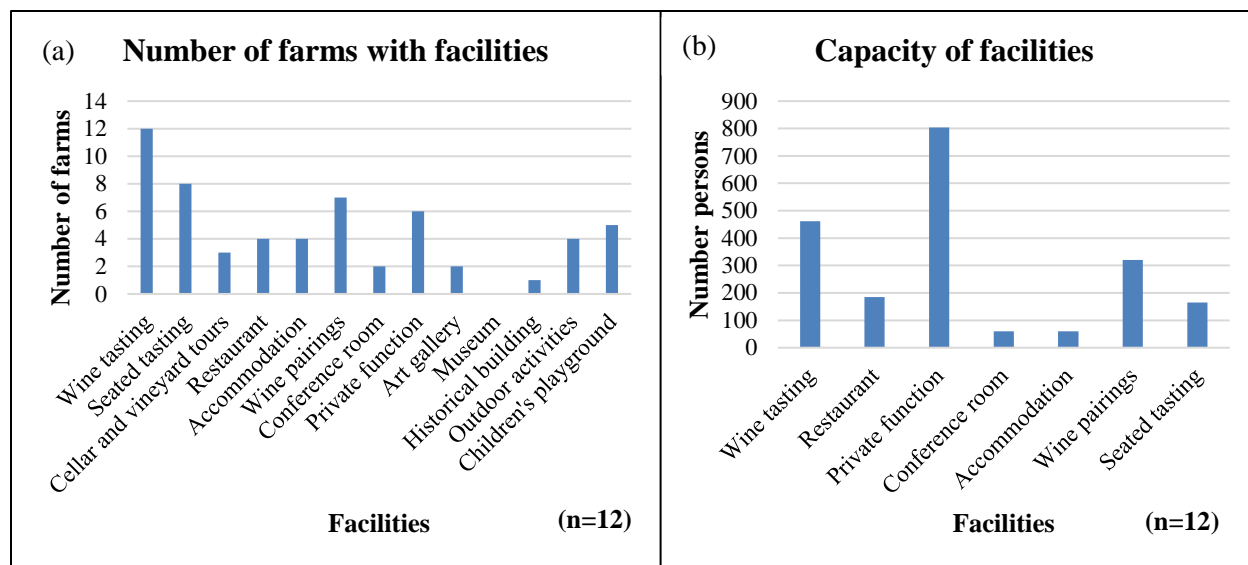 (a) Number of farms with facilities
Number of farms
14
12
10
8
6
4
2
0
Wine tasting
Seated tasting
Cellar and vineyard tours
Restaurant
Accommodation
Wine pairings
Conference room
Private function
Art gallery
Museum
Historical building
Outdoor activities
Children's playground
Facilities (n=12)
(b) Capacity of facilities
Number persons
900
800
700
600
500
400
300
200
100
0
Wine tasting
Restaurant
Private function
Conference room
Accommodation
Wine pairings
Seated tasting
Facilities (n=12)